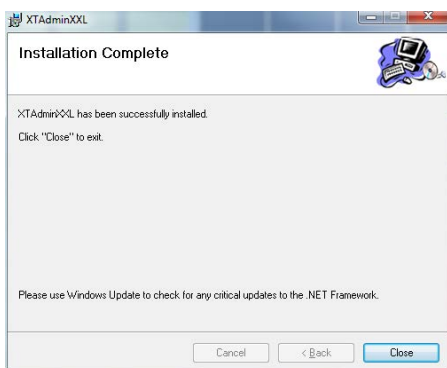 XTAdminXXL
Installation Complete
XTAdminXXL has been successfully installed.
Click "Close" to exit.
Please use Windows Update to check for any critical updates to the .NET Framework.
Cancel
< Back
Close